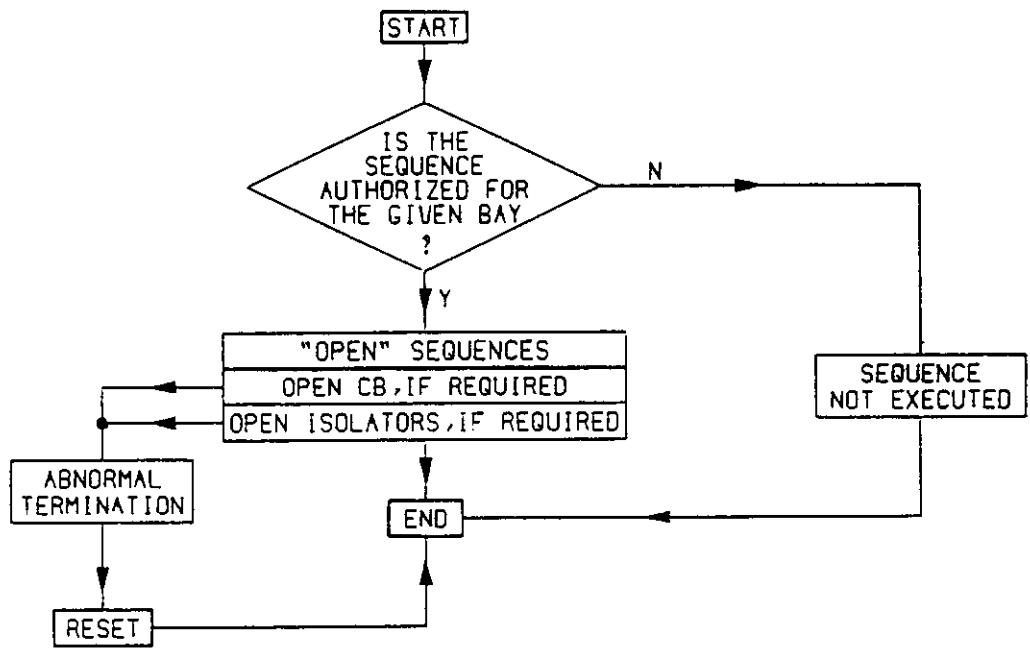 START
IS THE
SEQUENCE
AUTHORIZED FOR
THE GIVEN BAY
?
N
Y
"OPEN" SEQUENCES
OPEN CB,IF REQUIRED
OPEN ISOLATORS,IF REQUIRED
SEQUENCE
NOT EXECUTED
ABNORMAL
TERMINATION
END
RESET